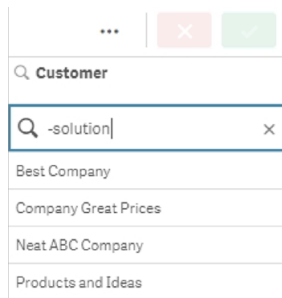 Customer
-solution
Best Company
Company Great Prices
Neat ABC Company
Products and Ideas